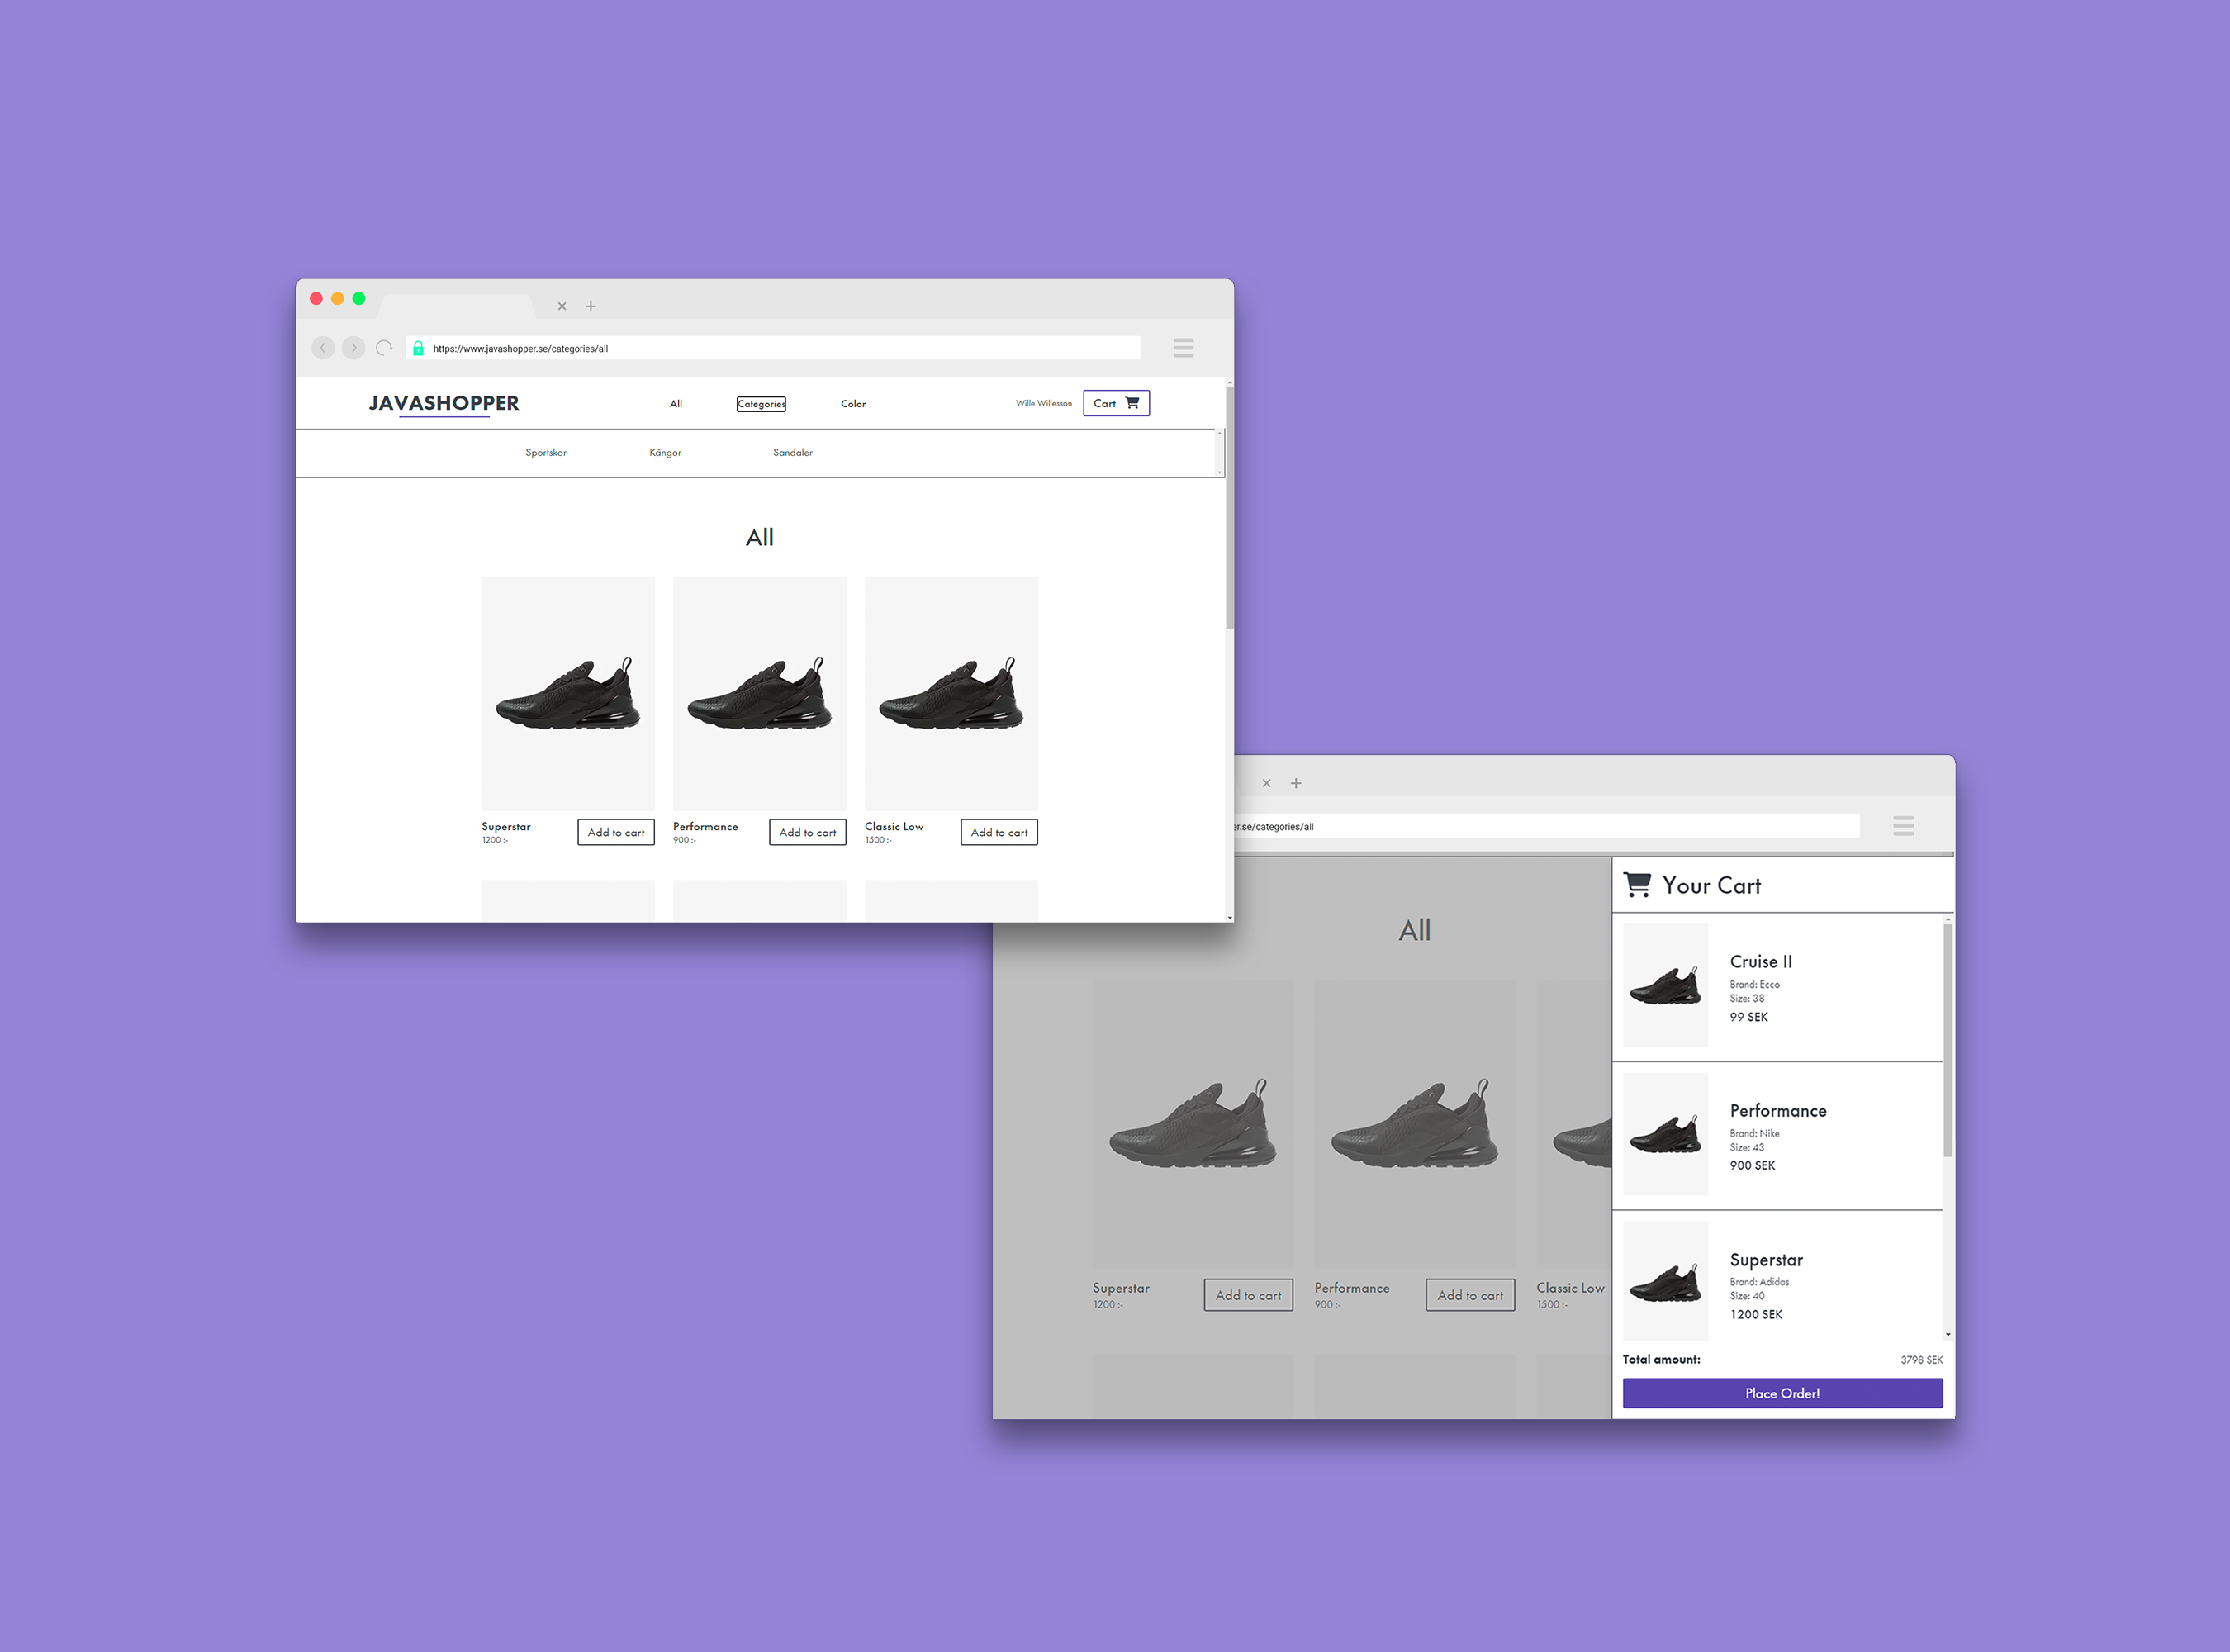 https://www.javashopper.se/categories/all
JAVASHOPPER
All
Categories
Color
Wille Willesson
Cart
Sportskor
Kängor
Sandaler
All
Superstar
1200 :-
Add to cart
Performance
900 :-
Add to cart
Classic Low
1500 :-
Add to cart
er.se/categories/all
All
Superstar
1200 :-
Add to cart
Performance
900 :-
Add to cart
Classic Low
1500 :-
Your Cart
Cruise II
Brand: Ecco
Size: 38
99 SEK
Performance
Brand: Nike
Size: 43
900 SEK
Superstar
Brand: Adidas
Size: 40
1200 SEK
Total amount: 3798 SEK
Place Order!